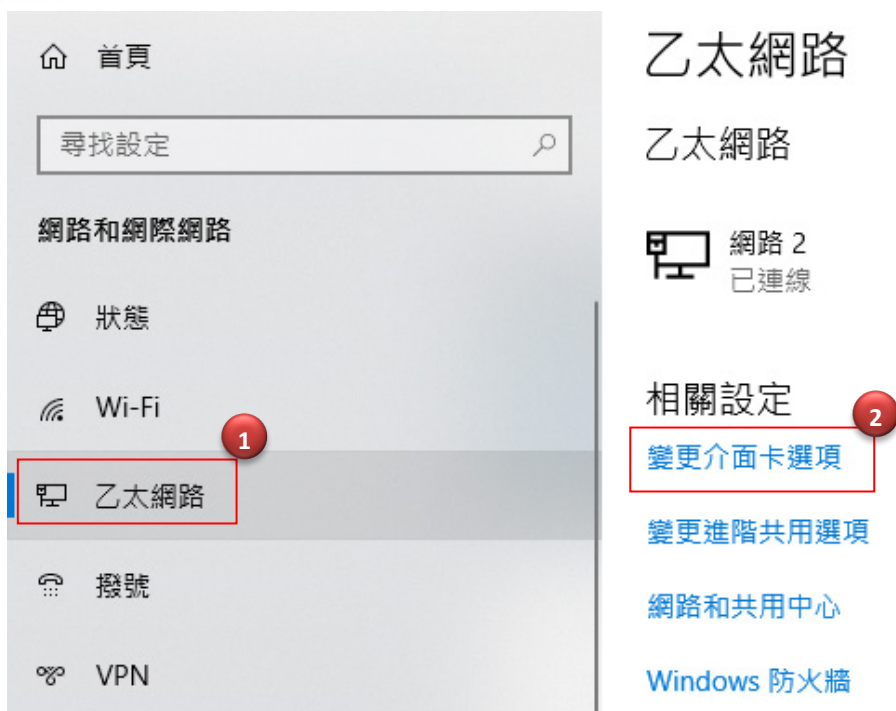 首頁
尋找設定
網路和網際網路
狀態
Wi-Fi
1
乙太網路
撥號
VPN
乙太網路
乙太網路
網路 2
已連線
相關設定
2
變更介面卡選項
變更進階共用選項
網路和共用中心
Windows 防火牆